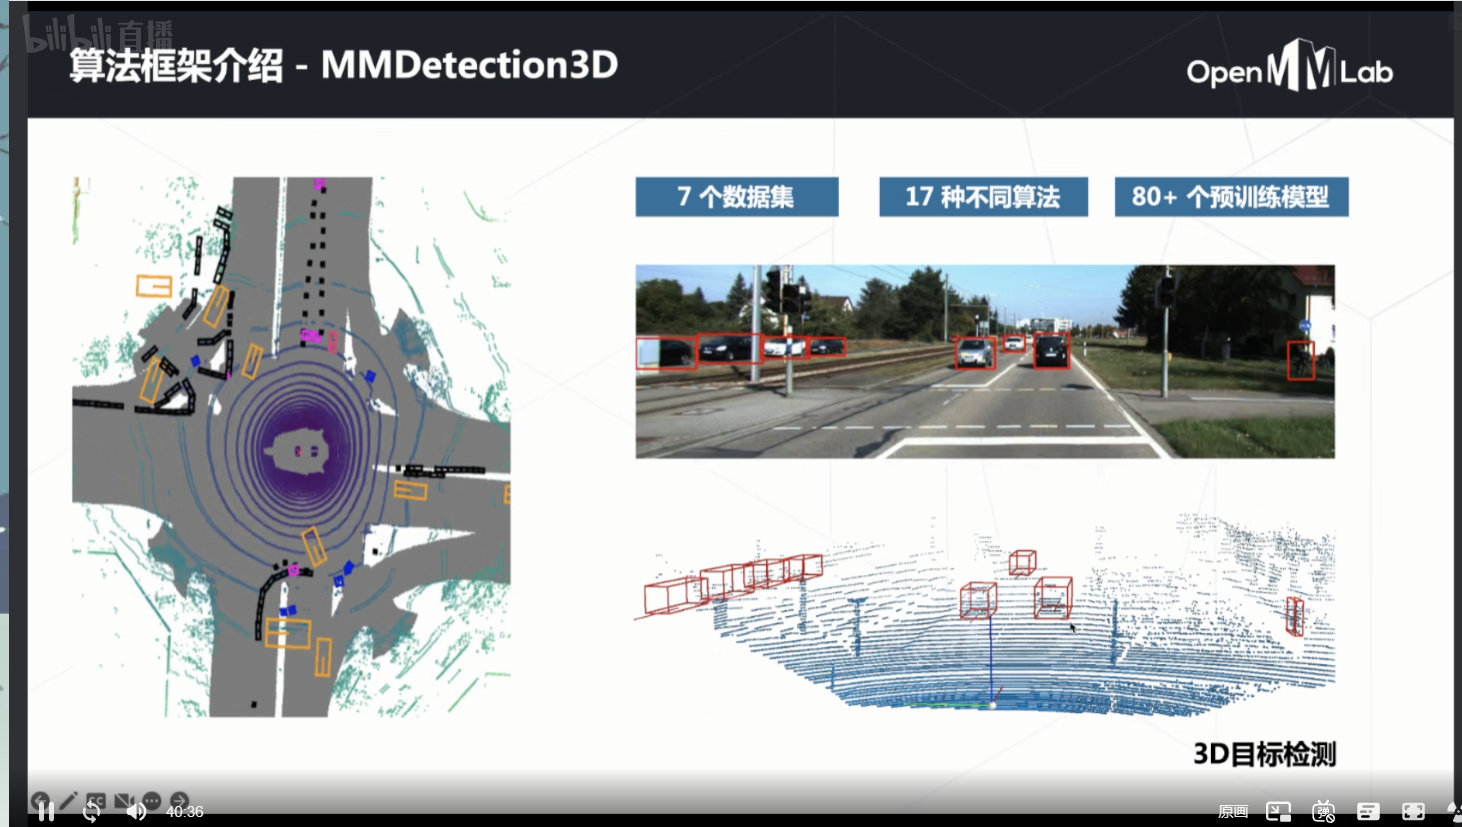 bilibili直播
算法框架介绍 - MMDetection3D
OpenMMLab
7 个数据集
17 种不同算法
80+ 个预训练模型
3D目标检测
40:36
原画
弹